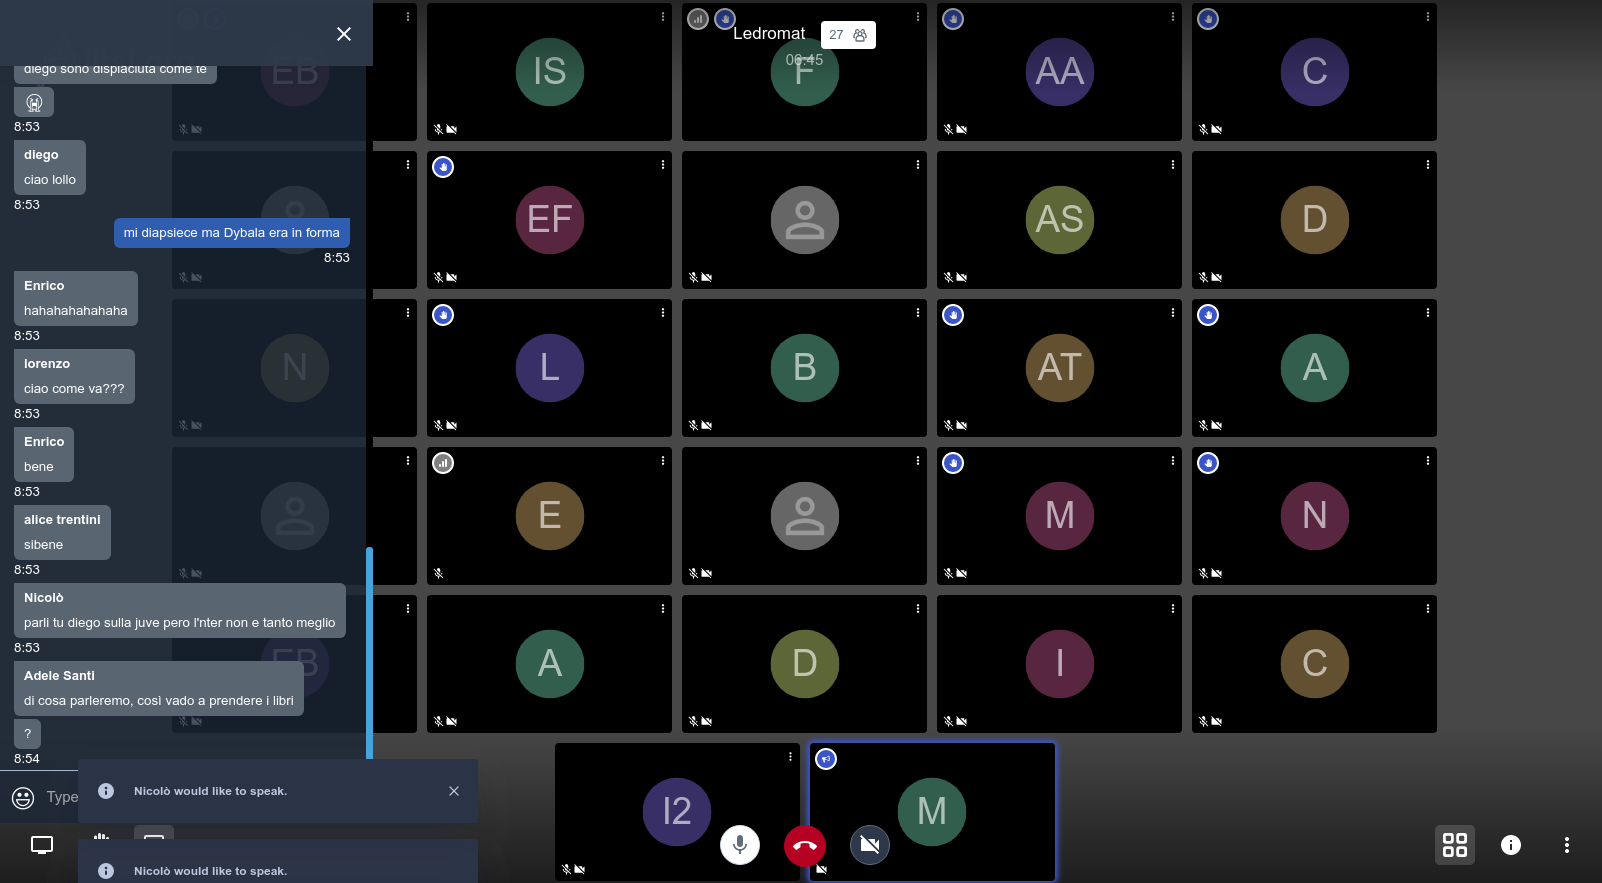 Ledromat 27
06:45
diego sono dispiaciuta come te
8:53
diego
ciao lollo
8:53
mi diapsiece ma Dybala era in forma
8:53
Enrico
hahahahahahaha
8:53
lorenzo
ciao come va???
8:53
Enrico
bene
8:53
alice trentini
sibene
8:53
Nicolò
parli tu diego sulla juve pero l'nter non e tanto meglio
8:53
Adele Santi
di cosa parleremo, così vado a prendere i libri
?
8:54
Type
Nicolò would like to speak.
Nicolò would like to speak.
EB IS F AA C
EF AS D
N L B AT A
E M N
EB A D I C
I2 M